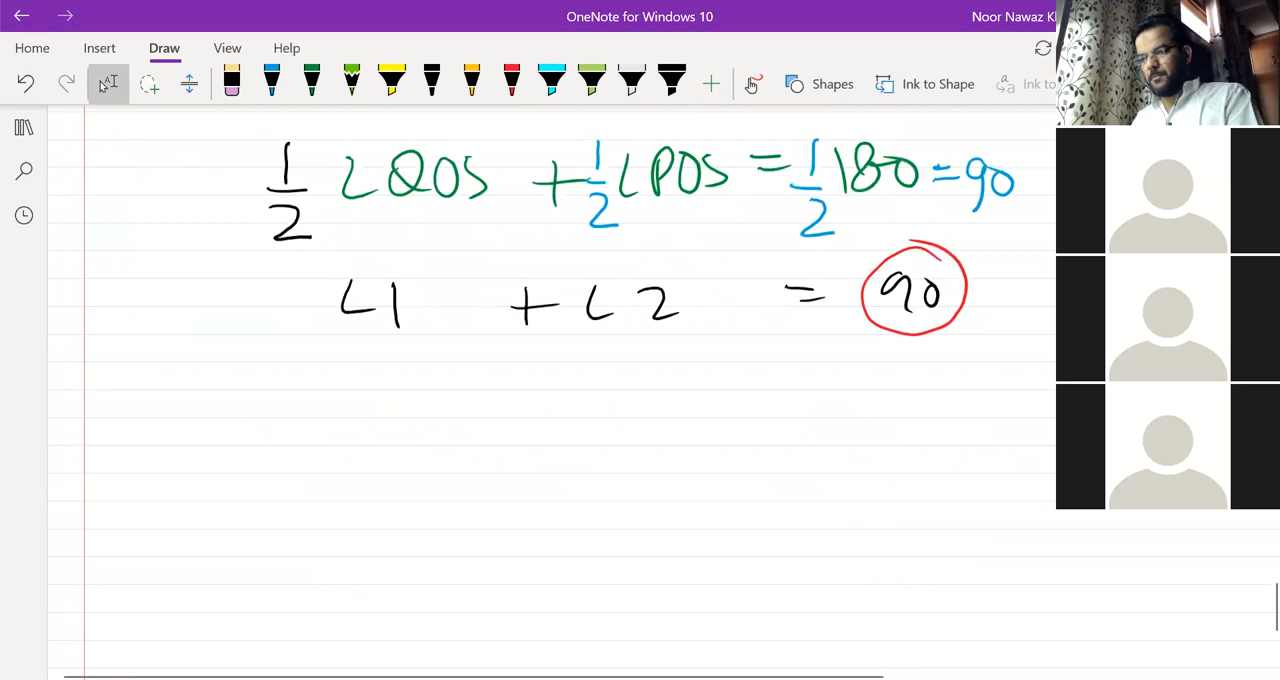 OneNote for Windows 10
Noor Nawaz Kh
Home Insert Draw View Help
Shapes Ink to Shape Ink to
1/2 ∠QOS + 1/2 ∠POS = 1/2 180 = 90
∠1 + ∠2 = 90